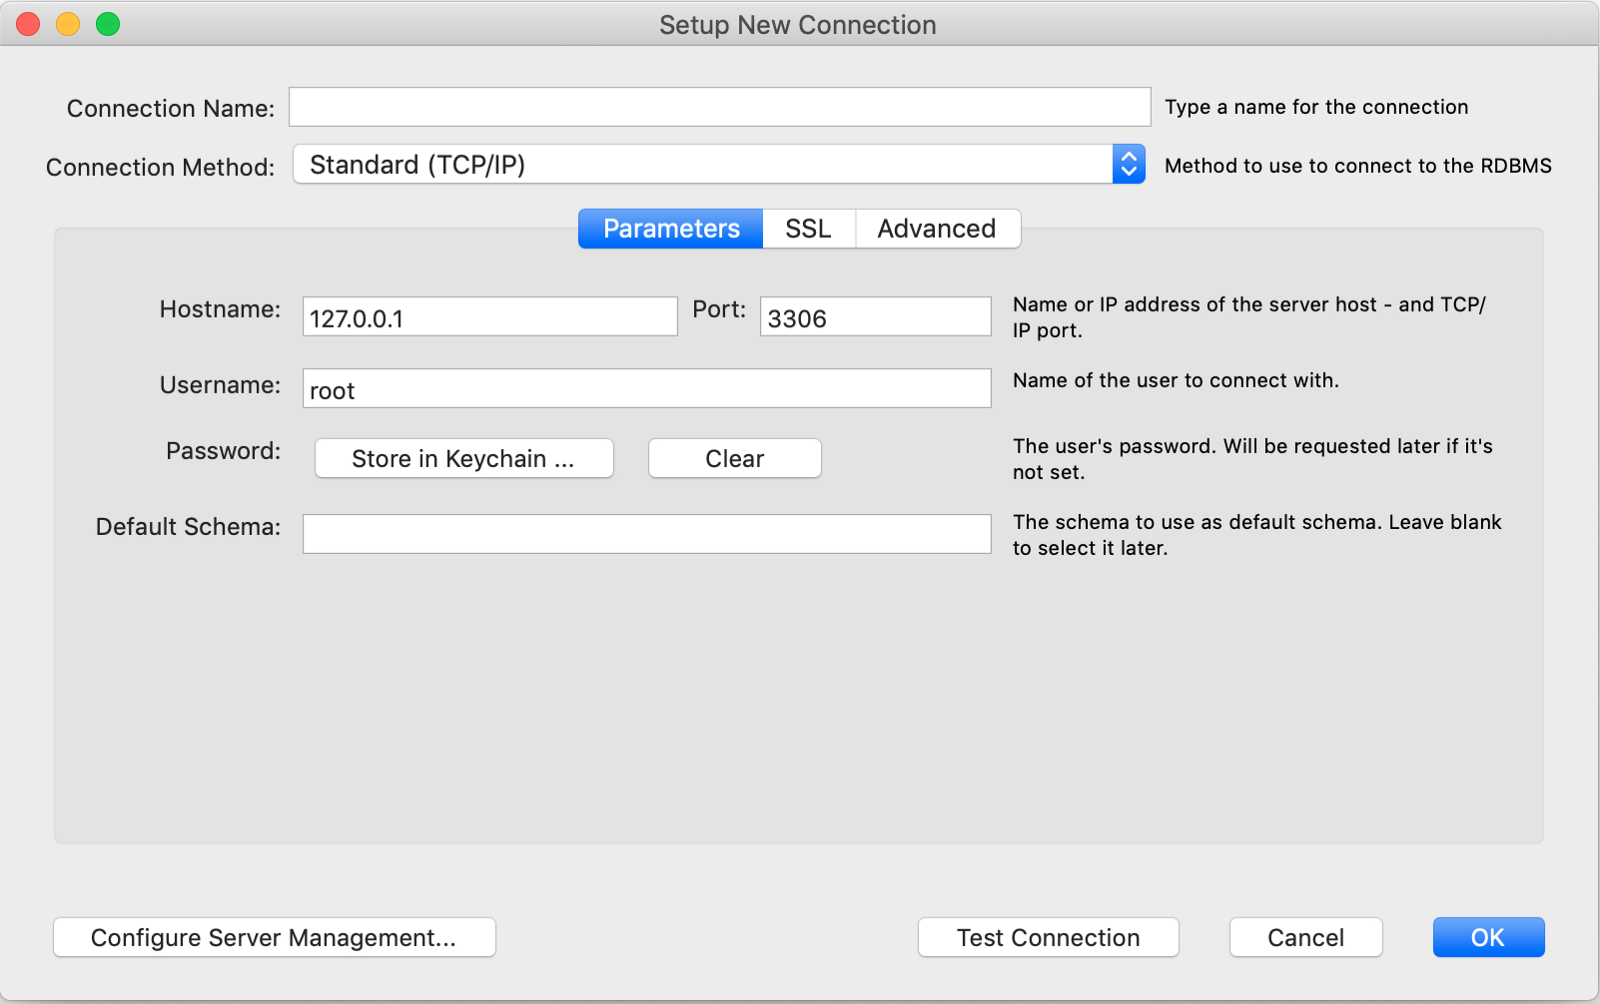 Setup New Connection
Connection Name:
Type a name for the connection
Connection Method:
Standard (TCP/IP)
Method to use to connect to the RDBMS
Parameters
SSL
Advanced
Hostname:
127.0.0.1
Port:
3306
Name or IP address of the server host - and TCP/
IP port.
Username:
root
Name of the user to connect with.
Password:
Store in Keychain ...
Clear
The user's password. Will be requested later if it's
not set.
Default Schema:
The schema to use as default schema. Leave blank
to select it later.
Configure Server Management...
Test Connection
Cancel
OK